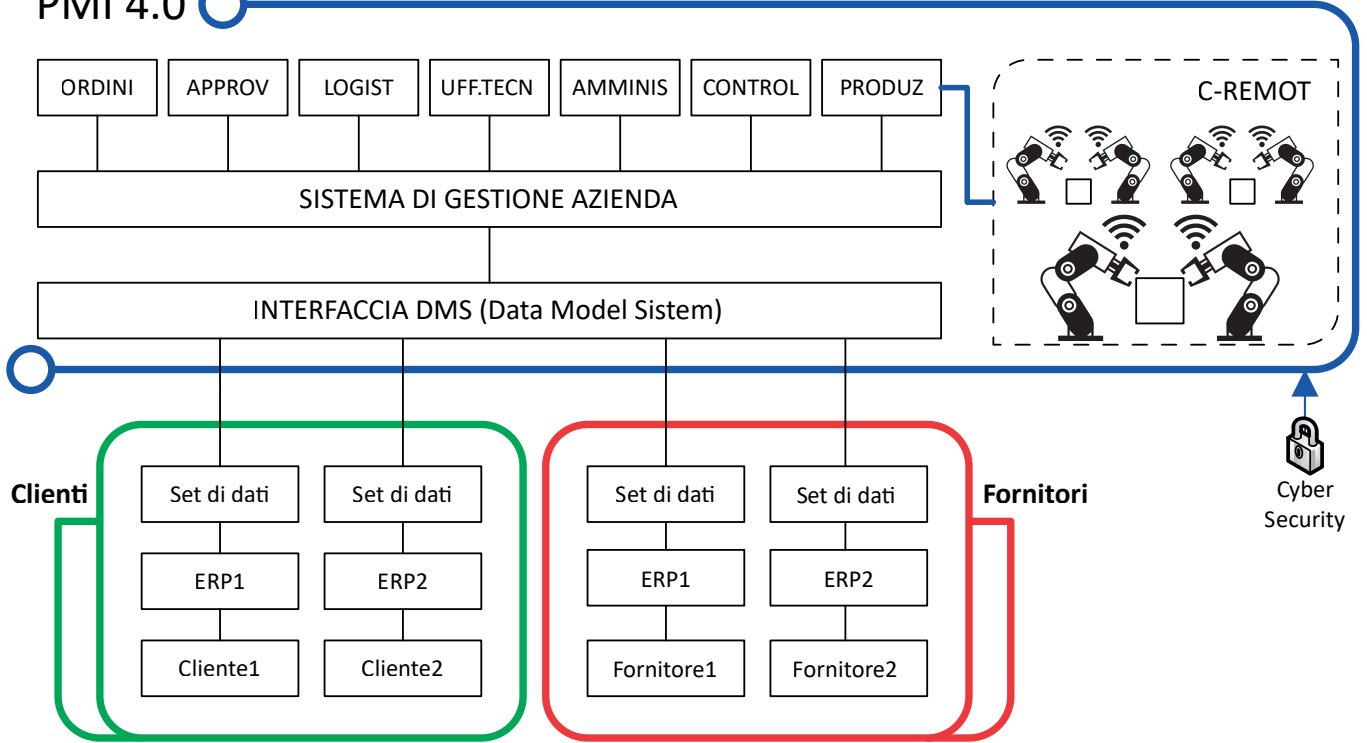 PMI 4.0
ORDINI APPROV LOGIST UFF.TECN AMMINIS CONTROL PRODUZ
C-REMOT
SISTEMA DI GESTIONE AZIENDA
INTERFACCIA DMS (Data Model Sistem)
Clienti
Set di dati Set di dati Set di dati Set di dati
Fornitori
Cyber
Security
ERP1 ERP2 ERP1 ERP2
Cliente1 Cliente2 Fornitore1 Fornitore2